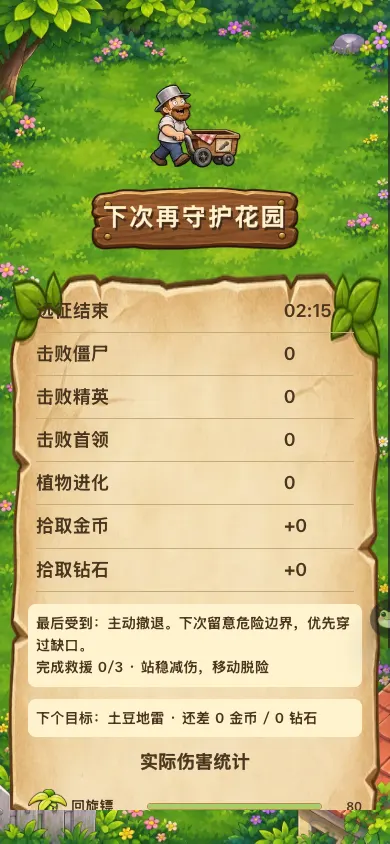 下次再守护花园
远征结束 02:15
击败僵尸 0
击败精英 0
击败首领 0
植物进化 0
拾取金币 +0
拾取钻石 +0
最后受到：主动撤退。下次留意危险边界，优先穿
过缺口。
完成救援 0/3 · 站稳减伤，移动脱险
下个目标：土豆地雷 · 还差 0 金币 / 0 钻石
实际伤害统计
回旋镖 80